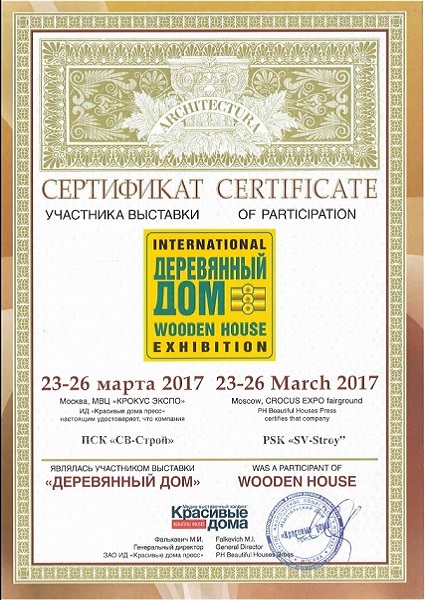 ARCHITECTURA
СЕРТИФИКАТ CERTIFICATE
УЧАСТНИКА ВЫСТАВКИ OF PARTICIPATION
INTERNATIONAL
ДЕРЕВЯННЫЙ
ДОМ
WOODEN HOUSE
EXHIBITION
23-26 марта 2017
Москва, МВЦ «КРОКУС ЭКСПО»
ИД «Красивые дома пресс»
настоящим удостоверяет, что компания
ПСК «СВ-Строй»
ЯВЛЯЛАСЬ УЧАСТНИКОМ ВЫСТАВКИ
«ДЕРЕВЯННЫЙ ДОМ»
23-26 March 2017
Moscow, CROCUS EXPO fairground
PH Beautiful Houses Press
certifies that company
PSK «SV-Stroy”
WAS A PARTICIPANT OF
WOODEN HOUSE
Медиа выставочный холдинг
Красивые
дома
Фалькович М.И.
Генеральный директор
ЗАО ИД «Красивые дома пресс»
Falkevich M.I.
General Director
PH Beautiful Houses Press